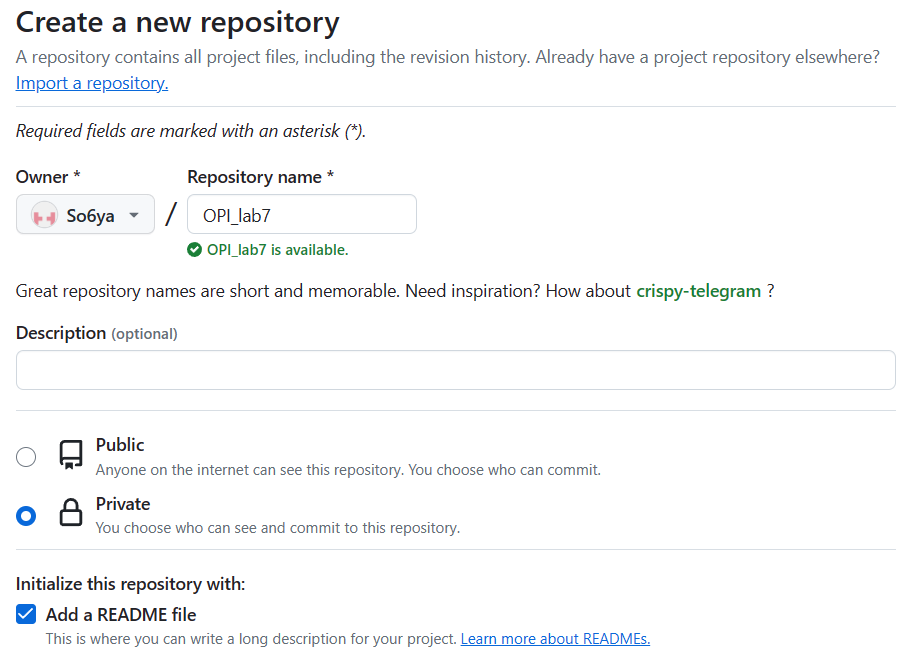 Create a new repository
A repository contains all project files, including the revision history. Already have a project repository elsewhere?
Import a repository.
Required fields are marked with an asterisk (*).
Owner * Repository name *
So6ya / OPI_lab7
OPI_lab7 is available.
Great repository names are short and memorable. Need inspiration? How about crispy-telegram ?
Description (optional)
Public
Anyone on the internet can see this repository. You choose who can commit.
Private
You choose who can see and commit to this repository.
Initialize this repository with:
Add a README file
This is where you can write a long description for your project. Learn more about READMEs.